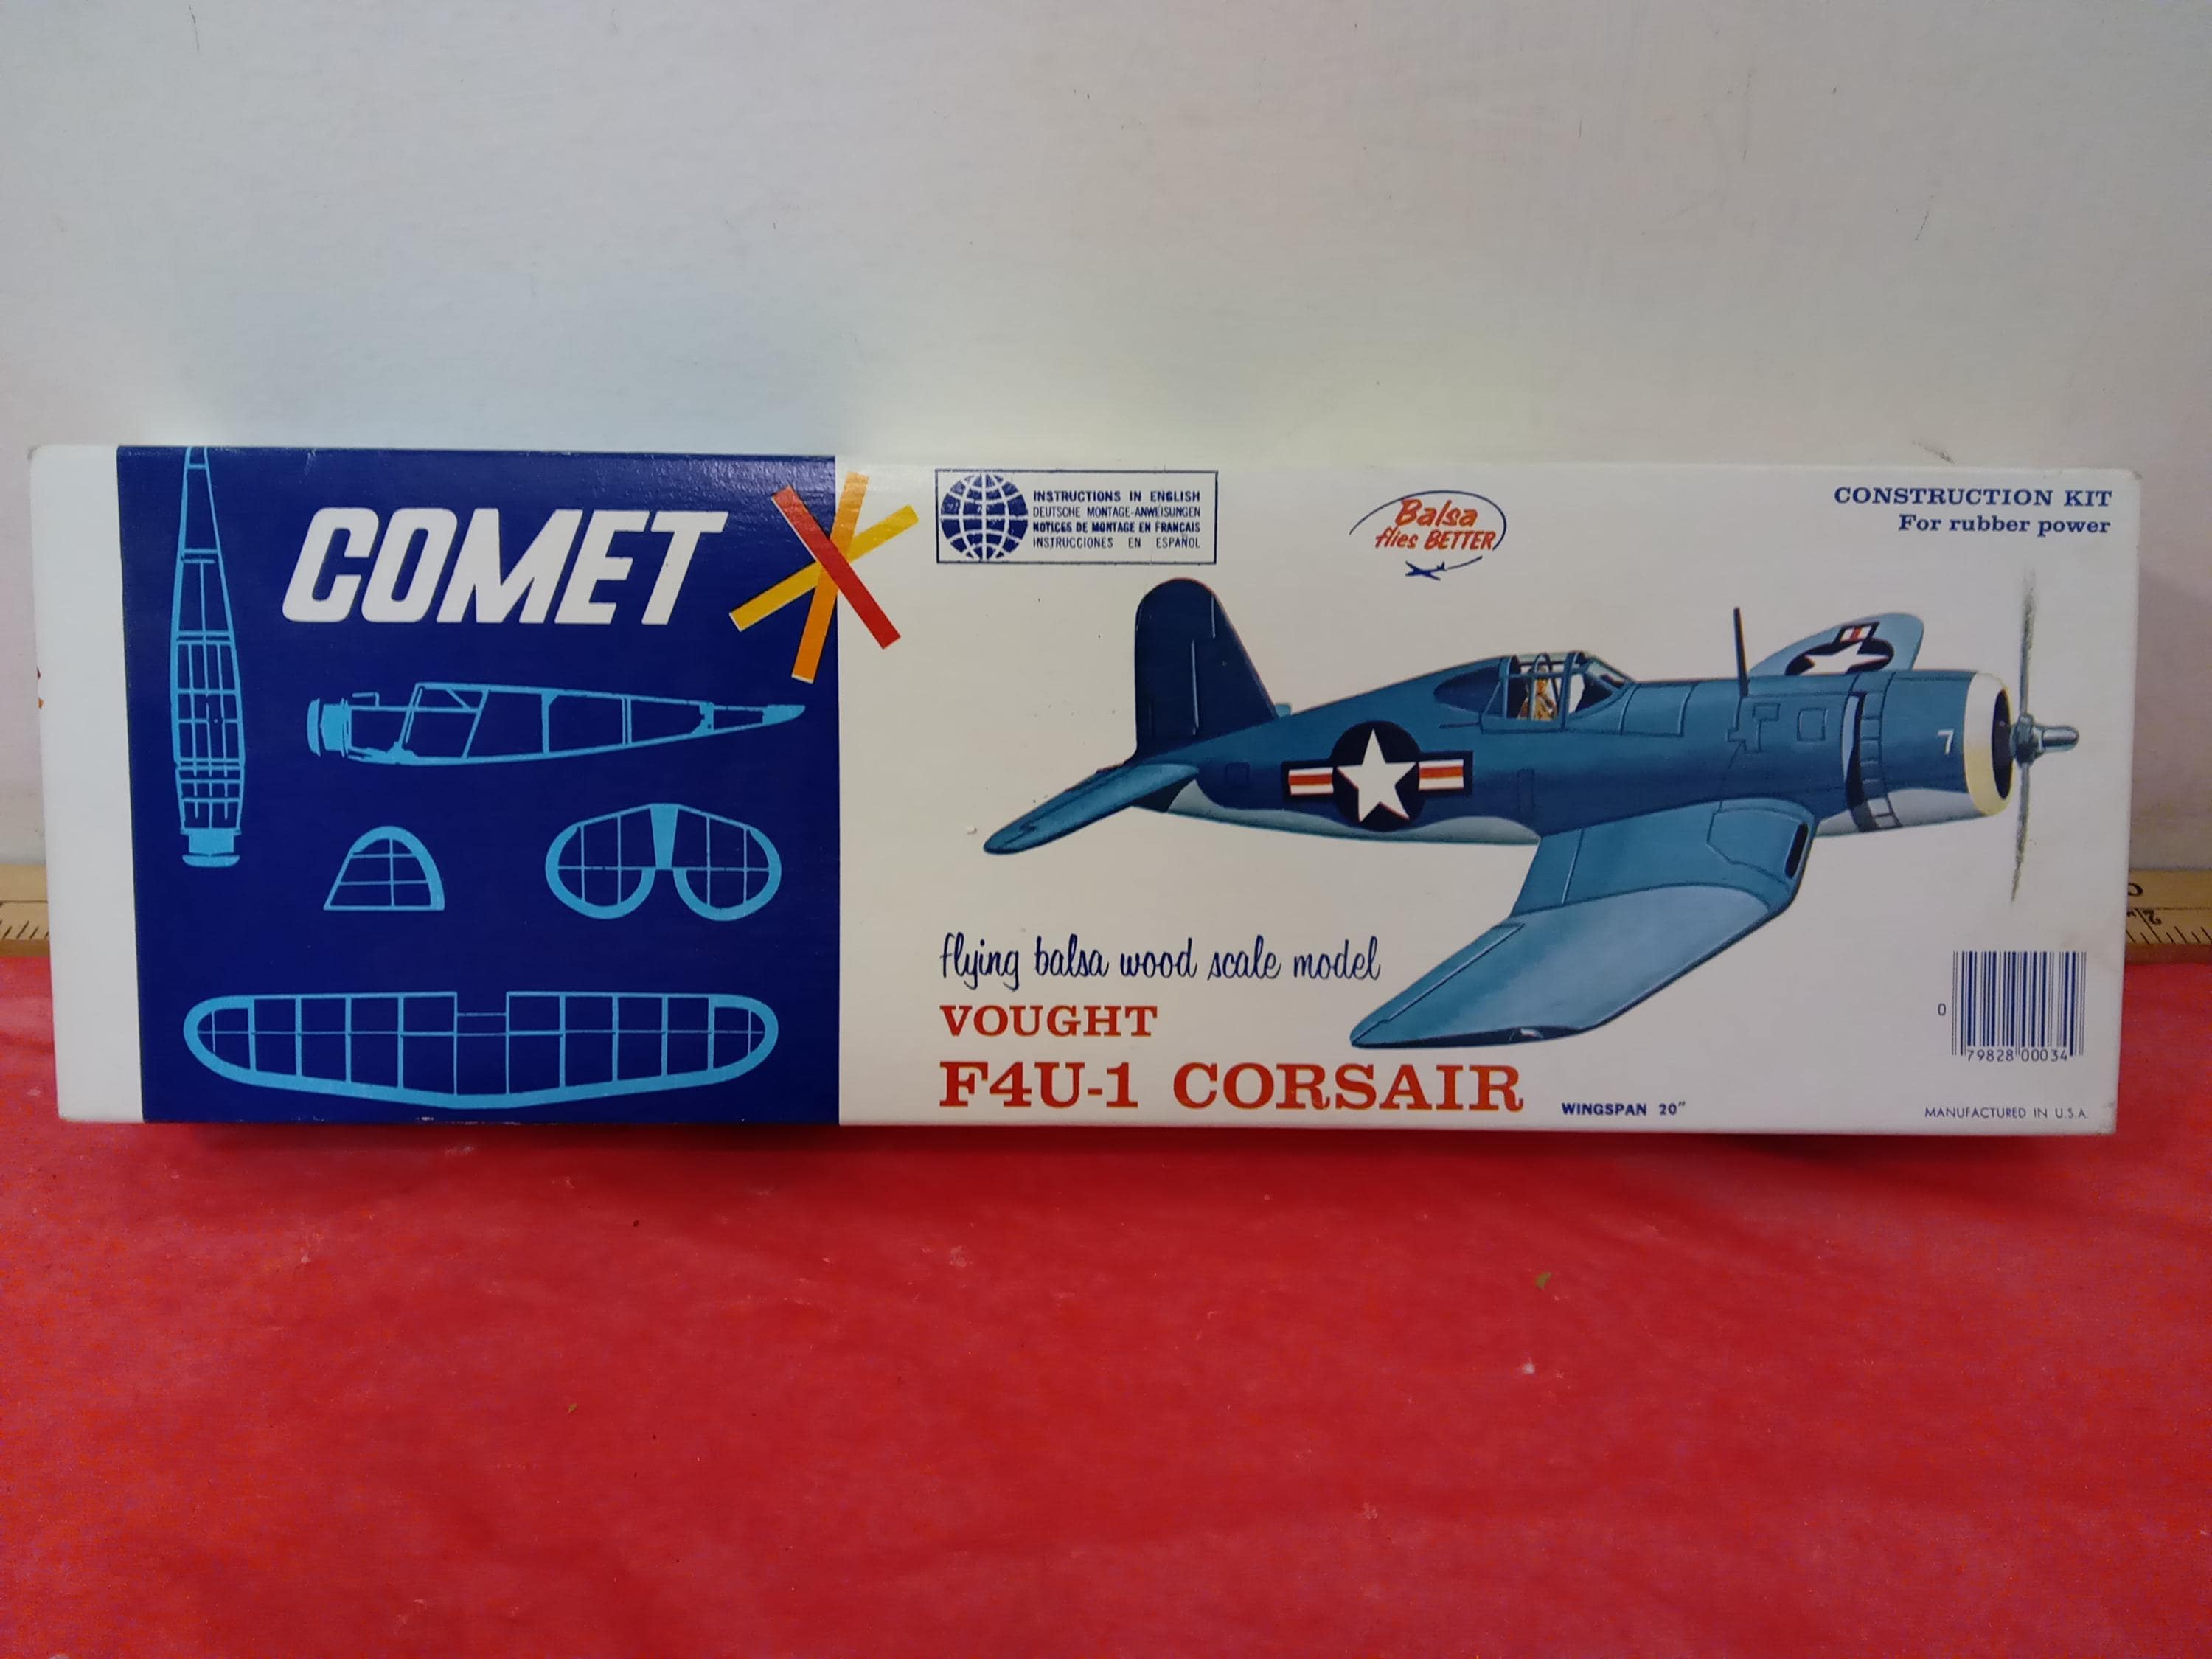 COMET
INSTRUCTIONS IN ENGLISH
DEUTSCHE MONTAGE-ANWEISUNGEN
NOTICES DE MONTAGE EN FRANCAIS
INSTRUCCIONES EN ESPAÑOL
Balsa
flies BETTER
CONSTRUCTION KIT
For rubber power
7
flying balsa wood scale model
VOUGHT
F4U-1 CORSAIR
WINGSPAN 20"
0
79828 00034
MANUFACTURED IN U.S.A.